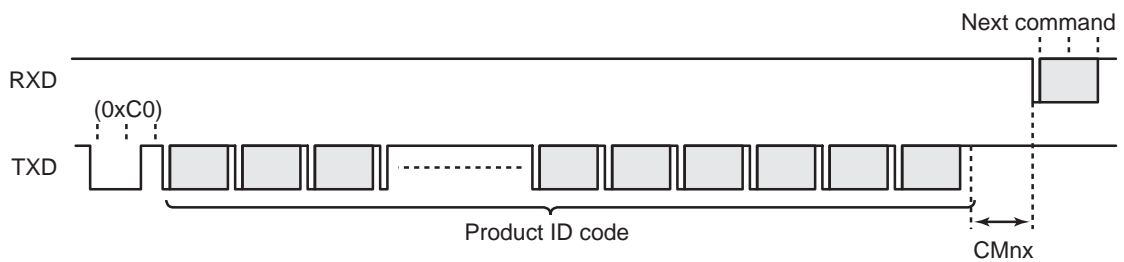 Next command
RXD
(0xC0)
TXD
Product ID code
CMnx